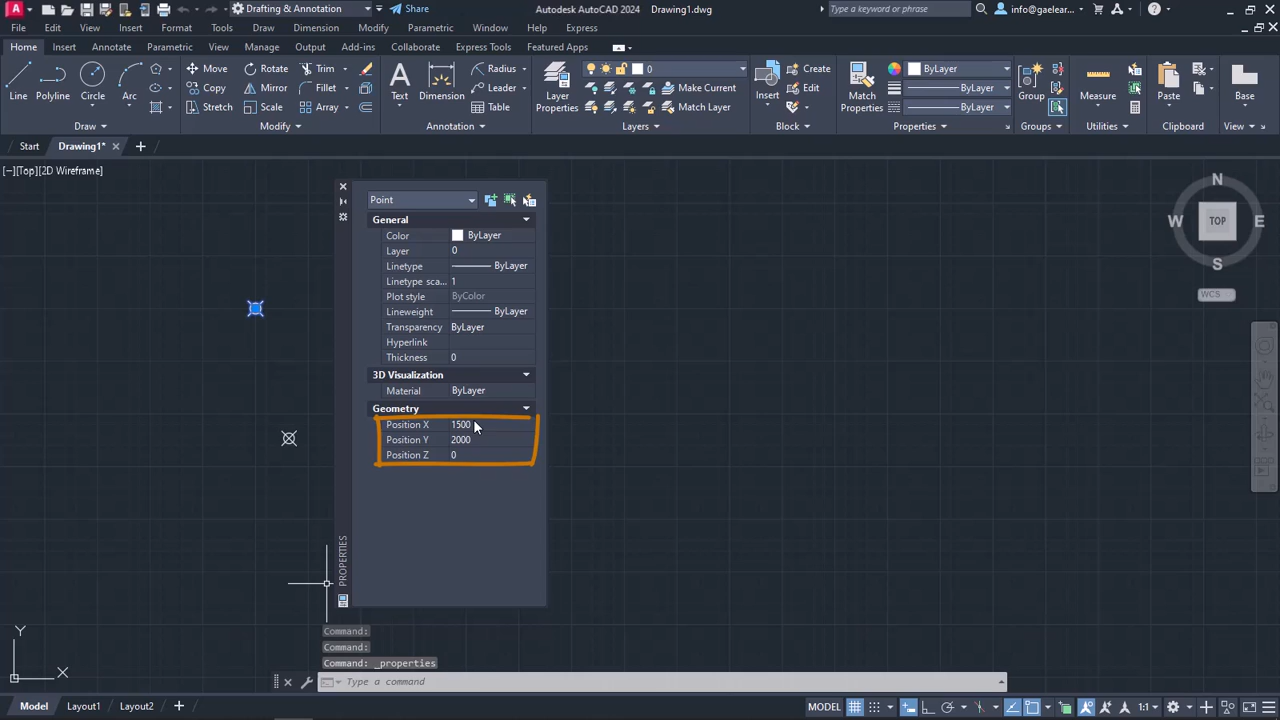 Drafting & Annotation Share Autodesk AutoCAD 2024 Drawing1.dwg Type a keyword or phrase info@gaelear...
File Edit View Insert Format Tools Draw Dimension Modify Parametric Window Help Express
Home Insert Annotate Parametric View Manage Output Add-ins Collaborate Express Tools Featured Apps
Line Polyline Circle Arc
Move Rotate Trim
Copy Mirror Fillet
Stretch Scale Array
Text Dimension
Radius
Leader
Table
Layer Properties
0
Make Current
Match Layer
Insert
Create
Edit
Match Properties
ByLayer
ByLayer
ByLayer
Group
Measure
Paste
Base
Draw Modify Annotation Layers Block Properties Groups Utilities Clipboard View
Start Drawing1*
[−][Top][2D Wireframe]
N
W TOP E
S
WCS
Point
General
Color ByLayer
Layer 0
Linetype ByLayer
Linetype sca... 1
Plot style ByColor
Lineweight ByLayer
Transparency ByLayer
Hyperlink
Thickness 0
3D Visualization
Material ByLayer
Geometry
Position X 1500
Position Y 2000
Position Z 0
PROPERTIES
Y
X
Command:
Command:
Command: _properties
Type a command
Model Layout1 Layout2
MODEL 1:1